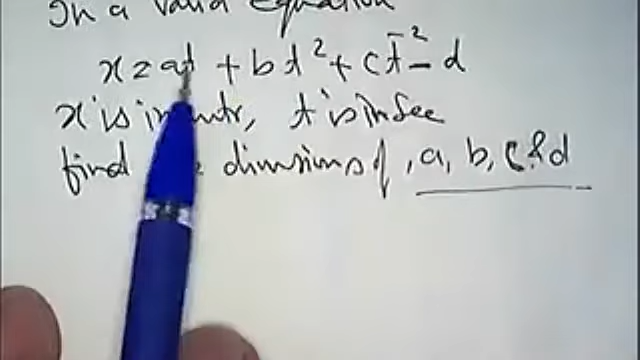 In a valid equation
x = at + bt² + ct⁻² - d
x is in mtr, t is in sec
find dimensions of, a, b, c & d